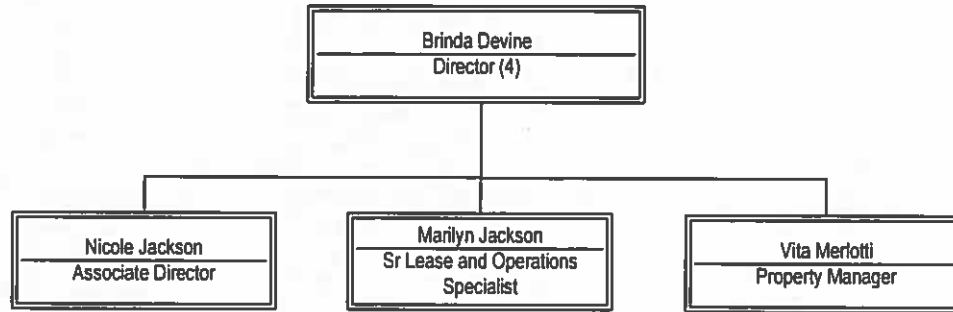 Brinda Devine
Director (4)
Nicole Jackson
Associate Director
Marilyn Jackson
Sr Lease and Operations
Specialist
Vita Merlotti
Property Manager